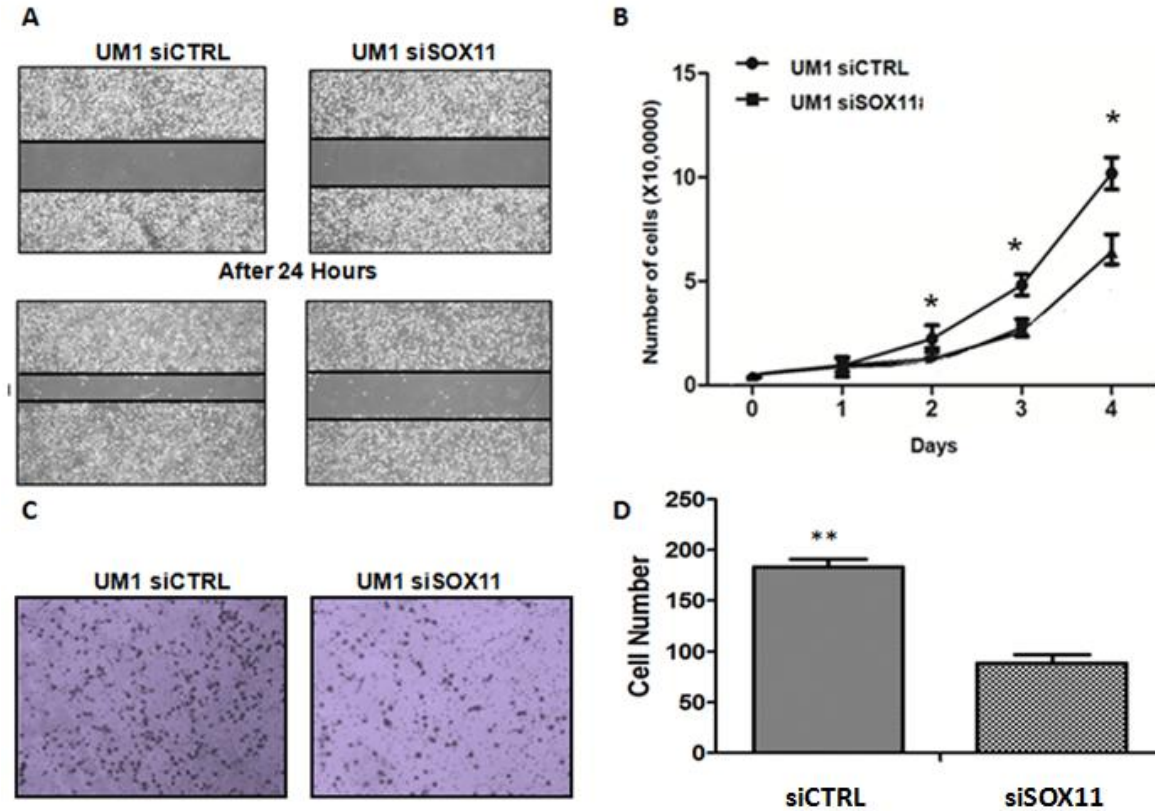 A
UM1 siCTRL
UM1 siSOX11
After 24 Hours
B
UM1 siCTRL
UM1 siSOX11
Number of cells (X10,0000)
15
10
5
0
*
*
*
0 1 2 3 4
Days
C
UM1 siCTRL
UM1 siSOX11
D
Cell Number
250
200
150
100
50
0
**
siCTRL
siSOX11